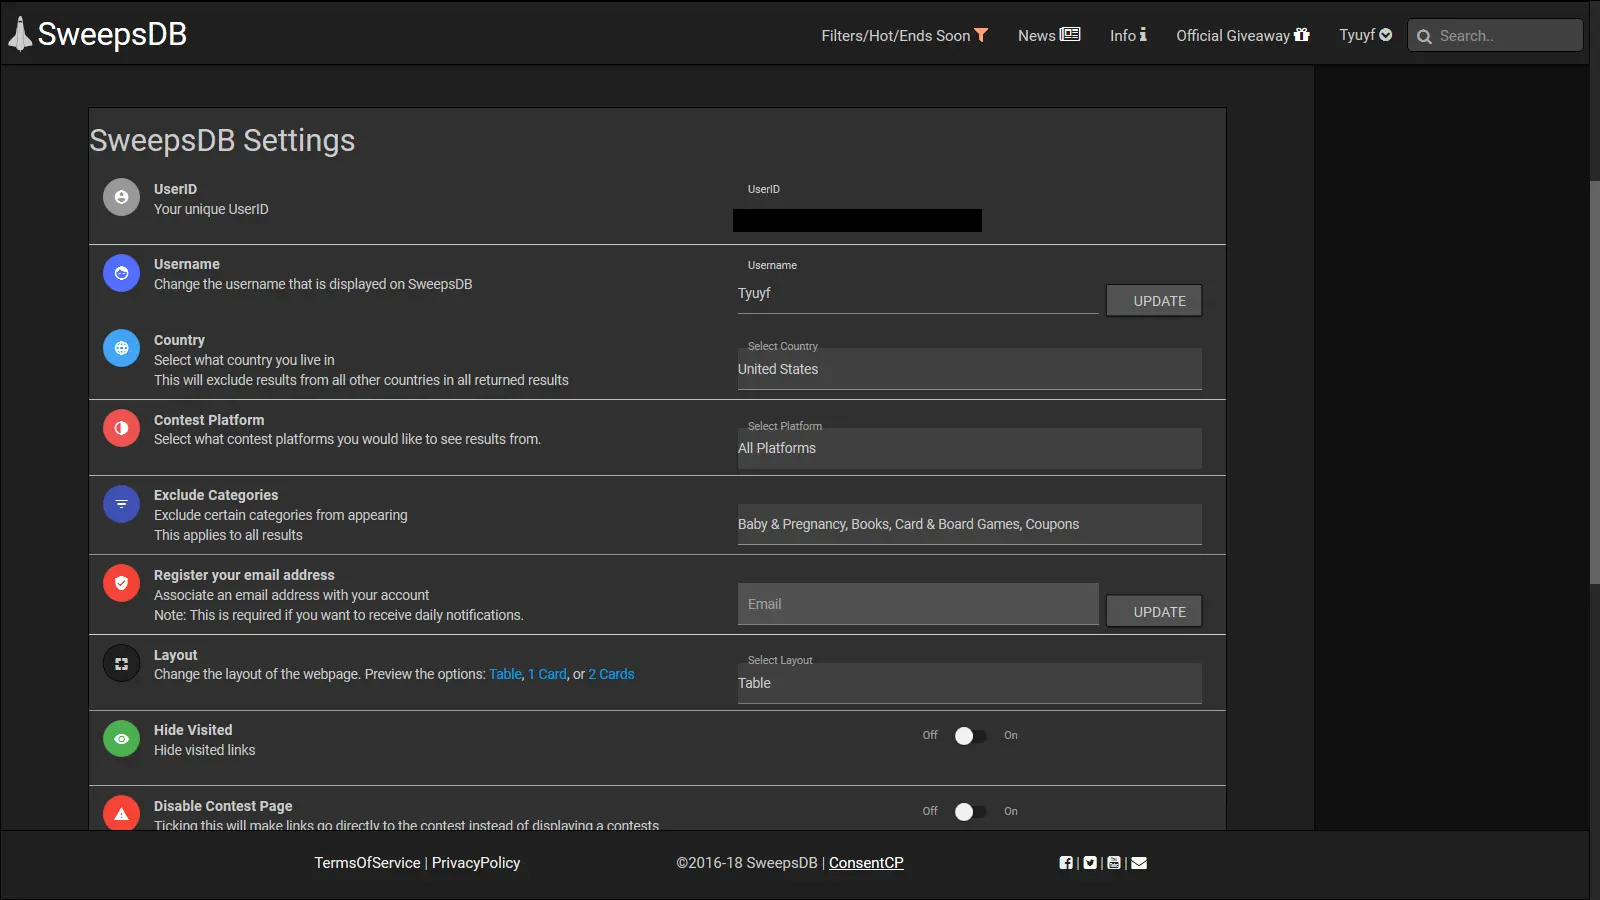 SweepsDB
Filters/Hot/Ends Soon
News
Info
Official Giveaway
Tyuyf
Search..
SweepsDB Settings
UserID
Your unique UserID
UserID
Username
Change the username that is displayed on SweepsDB
Username
Tyuyf
UPDATE
Country
Select what country you live in
This will exclude results from all other countries in all returned results
Select Country
United States
Contest Platform
Select what contest platforms you would like to see results from.
Select Platform
All Platforms
Exclude Categories
Exclude certain categories from appearing
This applies to all results
Baby & Pregnancy, Books, Card & Board Games, Coupons
Register your email address
Associate an email address with your account
Note: This is required if you want to receive daily notifications.
Email
UPDATE
Layout
Change the layout of the webpage. Preview the options: Table, 1 Card, or 2 Cards
Select Layout
Table
Hide Visited
Hide visited links
Off
On
Disable Contest Page
Ticking this will make links go directly to the contest instead of displaying a contests
Off
On
TermsOfService | PrivacyPolicy
©2016-18 SweepsDB | ConsentCP